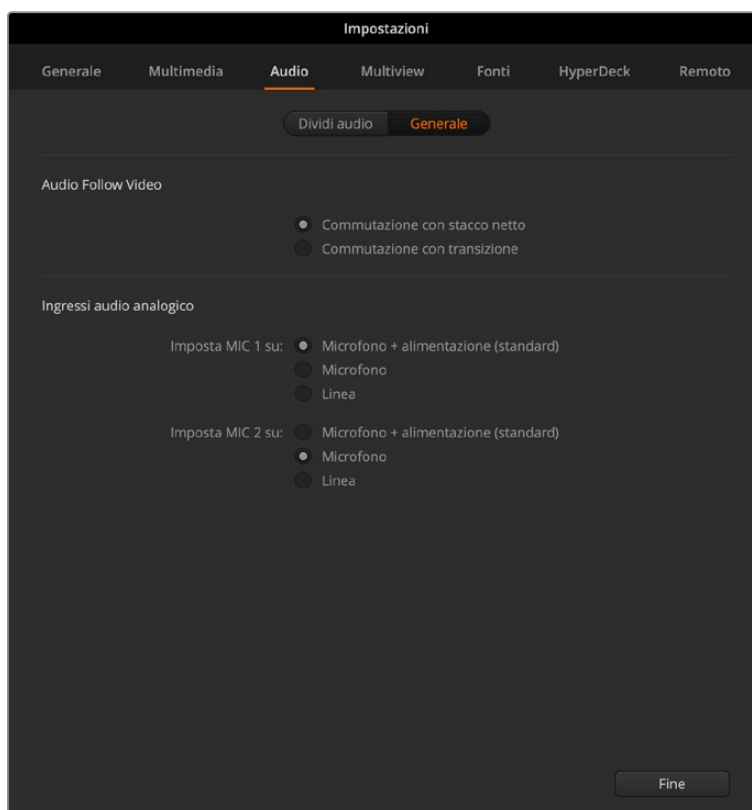 Impostazioni
Generale Multimedia Audio Multiview Fonti HyperDeck Remoto
Dividi audio Generale
Audio Follow Video
Commutazione con stacco netto
Commutazione con transizione
Ingressi audio analogico
Imposta MIC 1 su: Microfono + alimentazione (standard)
Microfono
Linea
Imposta MIC 2 su: Microfono + alimentazione (standard)
Microfono
Linea
Fine